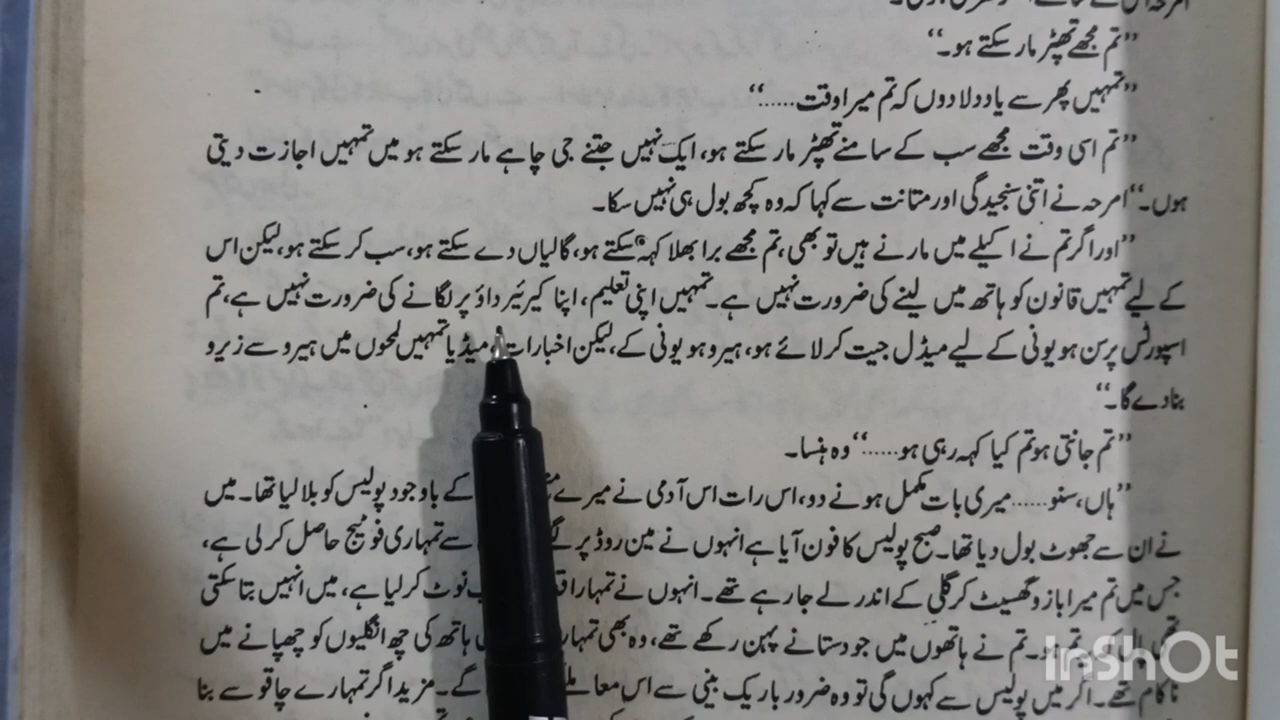 ”تم مجھے تھپڑ مار سکتے ہو۔“
”تمہیں پھر سے یاد دلا دوں کہ تم میرا وقت……“
”تم اسی وقت مجھے سب کے سامنے تھپڑ مار سکتے ہو، ایک نہیں جتنے جی چاہے مار سکتے ہو میں تمہیں اجازت دیتی
ہوں۔“ امرحہ نے اتنی سنجیدگی اور متانت سے کہا کہ وہ کچھ بول ہی نہیں سکا۔
”اور اگر تم نے اکیلے میں مارنے ہیں تو بھی، تم مجھے برا بھلا کہہ سکتے ہو، گالیاں دے سکتے ہو، سب کر سکتے ہو، لیکن اس
کے لیے تمہیں قانون کو ہاتھ میں لینے کی ضرورت نہیں ہے۔ تمہیں اپنی تعلیم، اپنا کیرئیر داؤ پر لگانے کی ضرورت نہیں ہے، تم
اسپورٹس پرسن ہو یونی کے لیے میڈل جیت کر لائے ہو، ہیرو ہو یونی کے، لیکن اخبارات، میڈیا تمہیں لمحوں میں ہیرو سے زیرو
بنا دے گا۔“
”تم جانتی ہو تم کیا کہہ رہی ہو……“ وہ ہنسا۔
”ہاں، سنو…… میری بات مکمل ہونے دو، اس رات اس آدمی نے میرے کے باوجود پولیس کو بلا لیا تھا۔ میں
نے ان سے جھوٹ بول دیا تھا۔ صبح پولیس کا فون آیا ہے انہوں نے مین روڈ پر سے تمہاری فوٹیج حاصل کر لی ہے،
جس میں تم میرا بازو گھسیٹ کر گلی کے اندر لے جا رہے تھے۔ انہوں نے تمہارا نوٹ کر لیا ہے، میں انہیں بتا سکتی
تم ہو۔ تم نے ہاتھوں میں جو دستانے پہن رکھے تھے، وہ بھی ہاتھ کی چھ انگلیوں کو چھپانے میں
ناکام تھے۔ اگر میں پولیس سے کہوں گی تو وہ ضرور باریک بینی سے اس گے۔ مزید اگر تمہارے چاقو سے بنا
InShOt